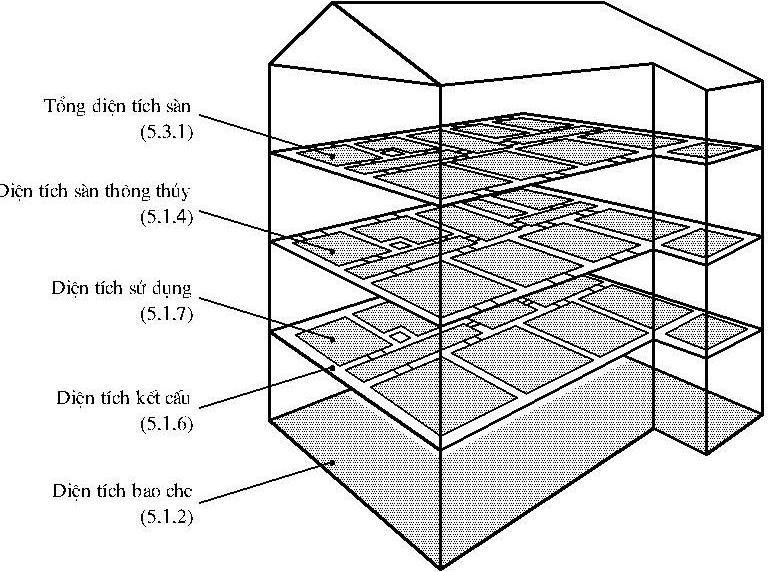 Tổng diện tích sàn
(5.3.1)
Diện tích sàn thông thủy
(5.1.4)
Diện tích sử dụng
(5.1.7)
Diện tích kết cấu
(5.1.6)
Diện tích bao che
(5.1.2)